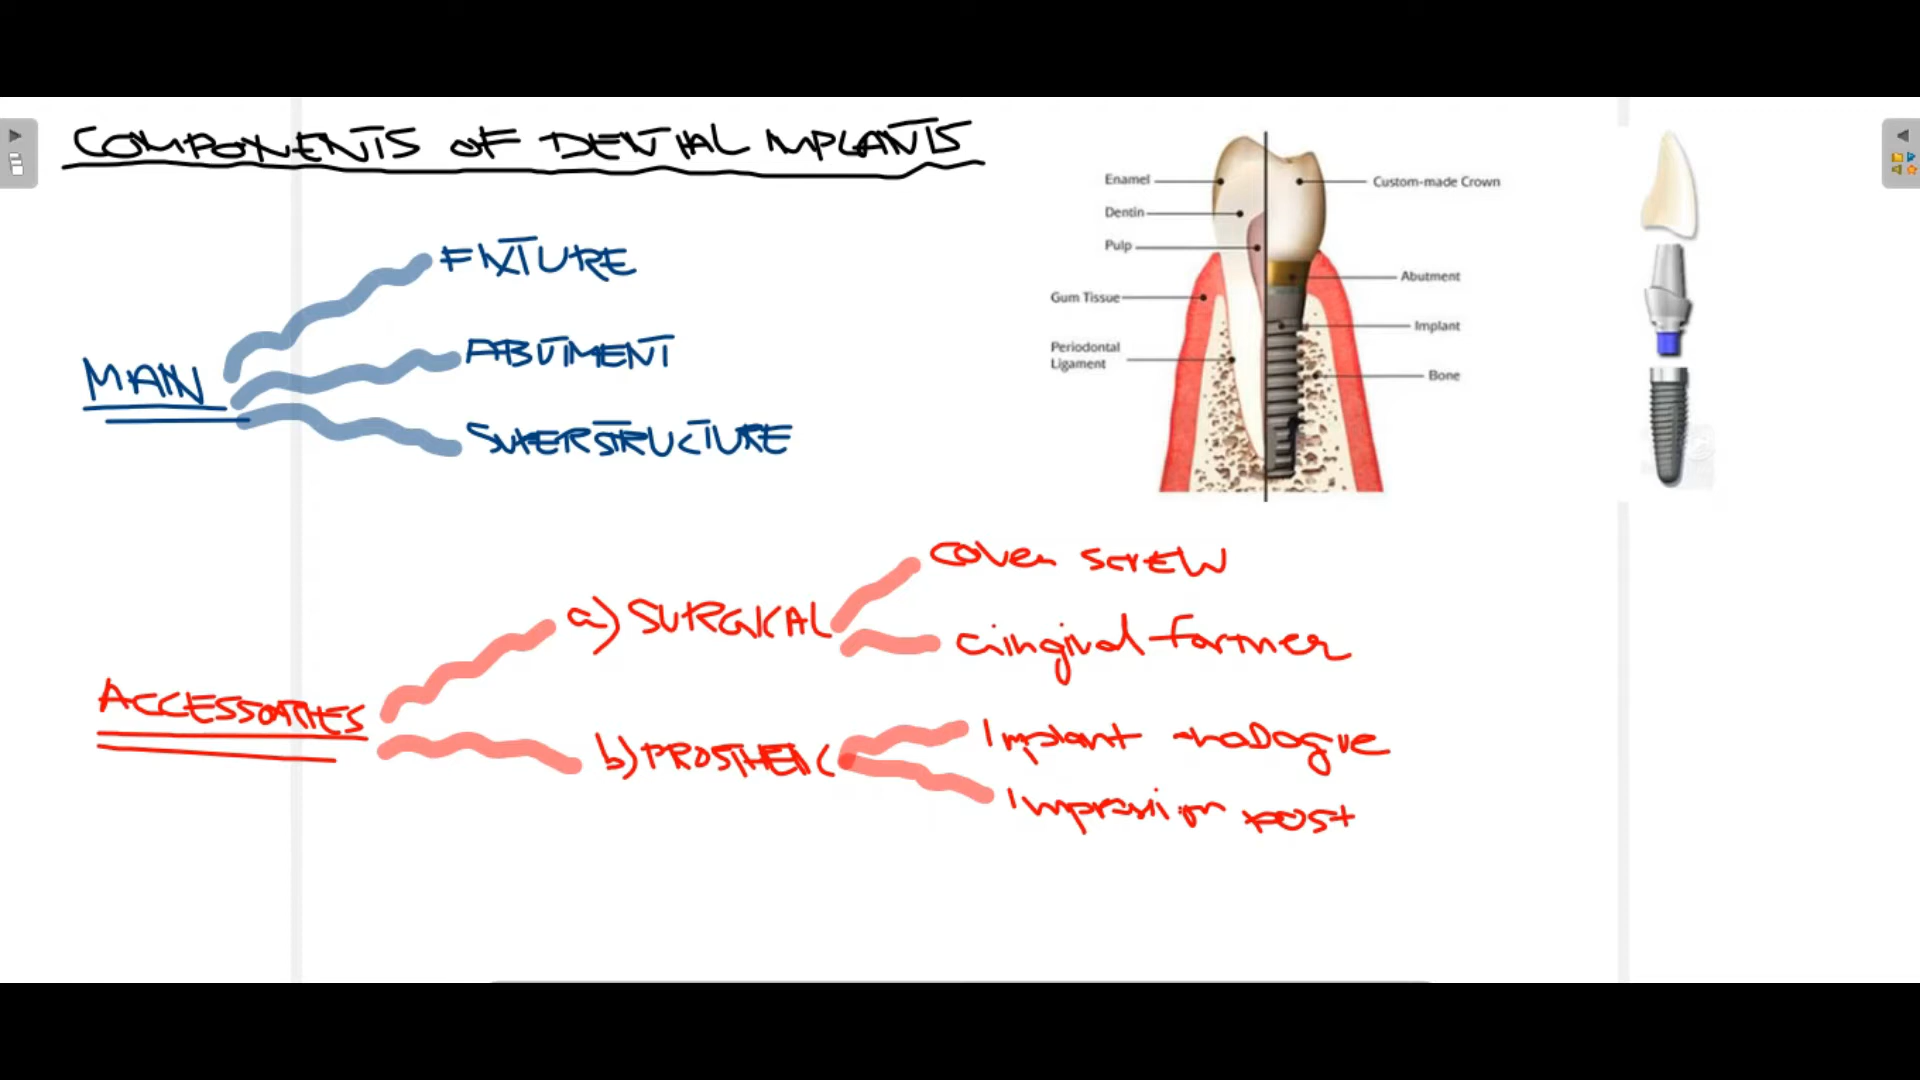 COMPONENTS OF DENTAL IMPLANTS
FIXTURE
ABUTMENT
MAIN
SUPERSTRUCTURE
Enamel
Custom-made Crown
Dentin
Pulp
Abutment
Gum Tissue
Implant
Periodontal
Ligament
Bone
Cover SCREW
a) SURGICAL
Gingival former
ACCESSORIES
Implant analogue
b) PROSTHETIC
Impression post